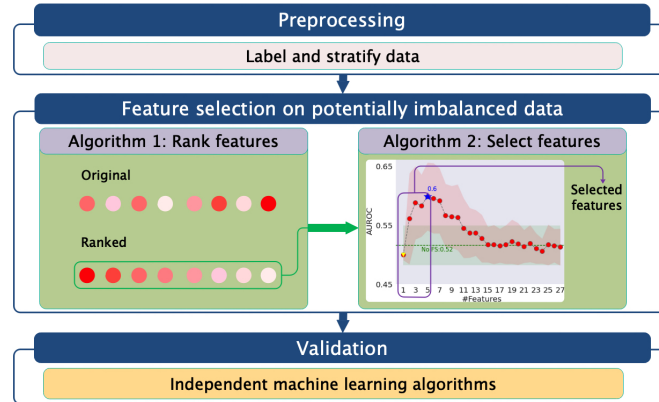 Preprocessing
Label and stratify data
Feature selection on potentially imbalanced data
Algorithm 1: Rank features
Original
Ranked
Algorithm 2: Select features
0.65
0.55
0.45
AUROC
0.6
No FS:0.52
1 3 5 7 9 11 13 15 17 19 21 23 25 27
#Features
Selected
features
Validation
Independent machine learning algorithms